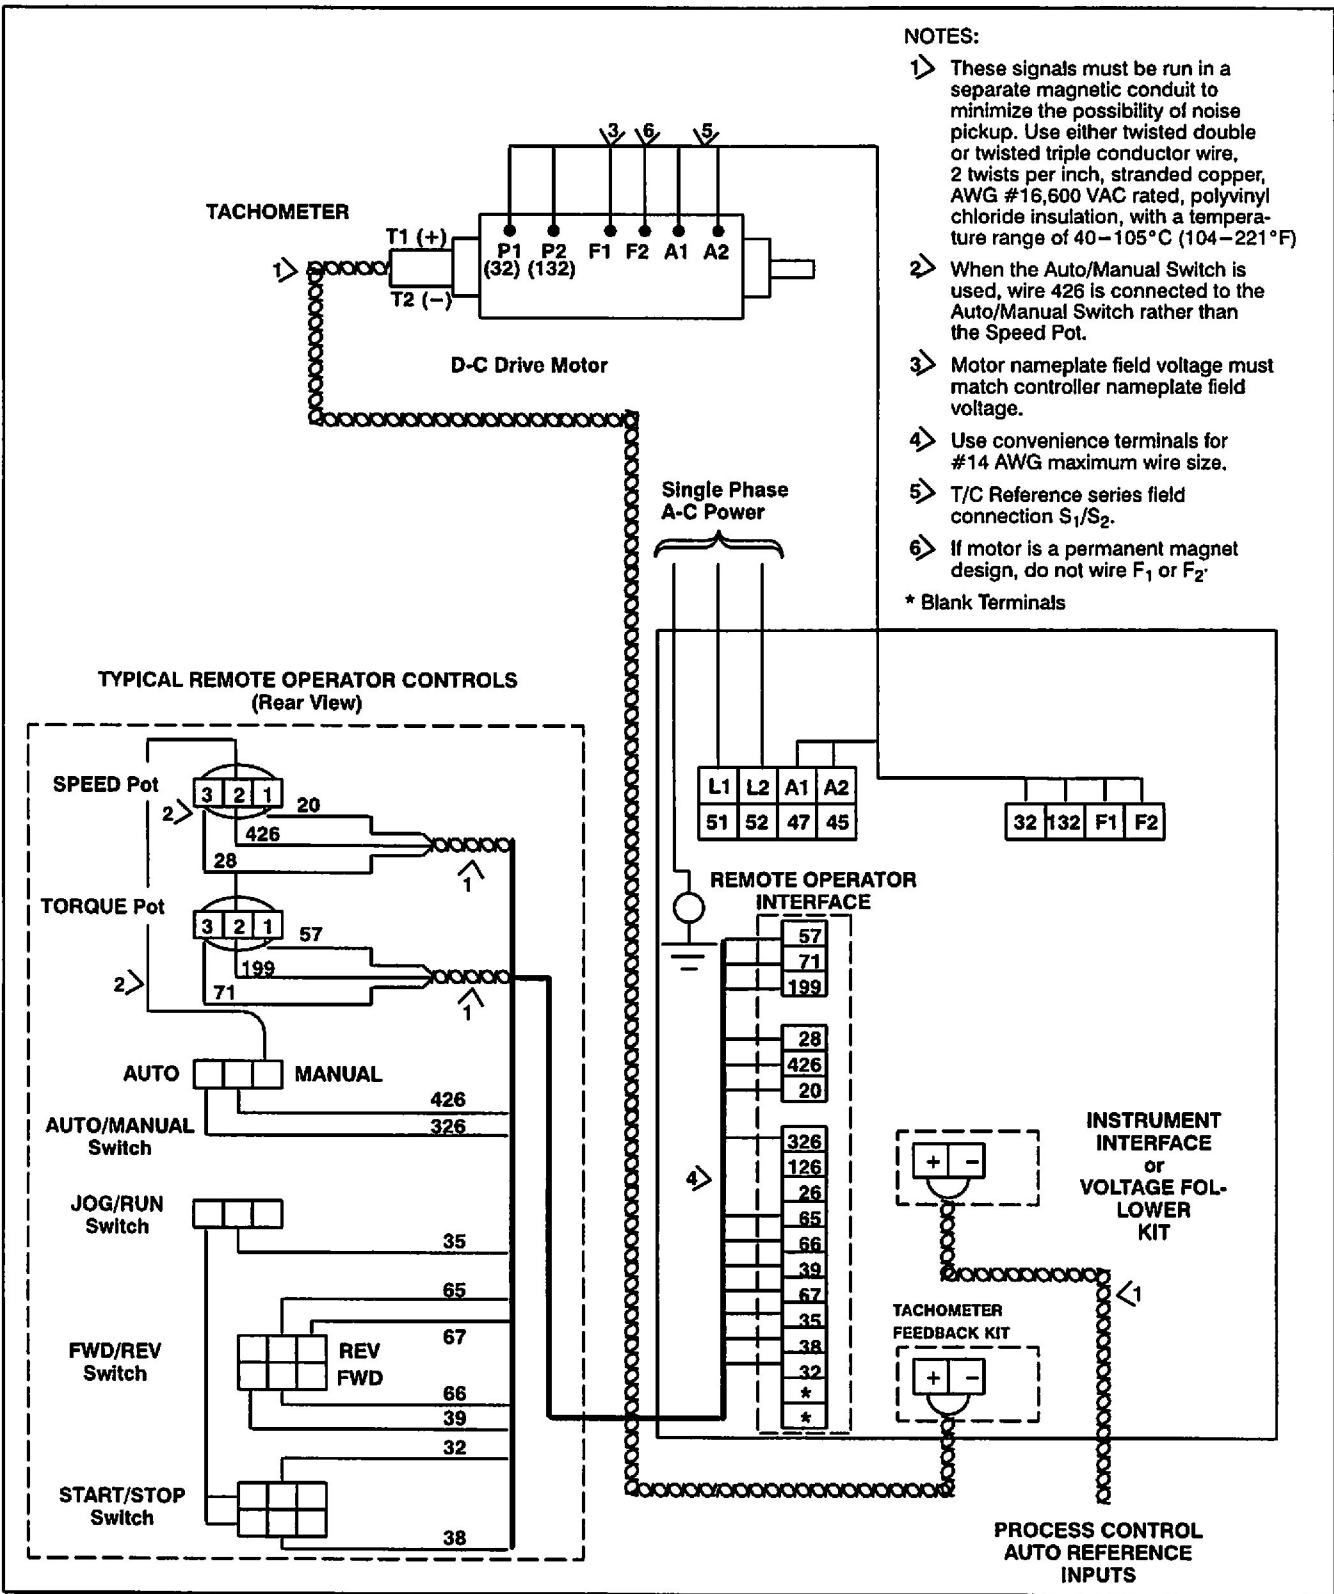 NOTES:
1 These signals must be run in a
separate magnetic conduit to
minimize the possibility of noise
pickup. Use either twisted double
or twisted triple conductor wire,
2 twists per inch, stranded copper,
AWG #16,600 VAC rated, polyvinyl
chloride insulation, with a tempera-
ture range of 40–105°C (104–221°F)
2 When the Auto/Manual Switch is
used, wire 426 is connected to the
Auto/Manual Switch rather than
the Speed Pot.
3 Motor nameplate field voltage must
match controller nameplate field
voltage.
4 Use convenience terminals for
#14 AWG maximum wire size.
5 T/C Reference series field
connection S1/S2.
6 If motor is a permanent magnet
design, do not wire F1 or F2.
* Blank Terminals
3 6 5
TACHOMETER
T1 (+)
T2 (–)
1
P1 P2 F1 F2 A1 A2
(32) (132)
D-C Drive Motor
Single Phase
A-C Power
TYPICAL REMOTE OPERATOR CONTROLS
(Rear View)
SPEED Pot
3 2 1
2
20
426
28
1
TORQUE Pot
3 2 1
57
199
71
2
1
AUTO MANUAL
AUTO/MANUAL
Switch
426
326
JOG/RUN
Switch
35
65
67
FWD/REV
Switch
REV
FWD
66
39
32
START/STOP
Switch
38
L1 L2 A1 A2
51 52 47 45
32 132 F1 F2
REMOTE OPERATOR
INTERFACE
57
71
199
28
426
20
326
126
26
65
66
39
67
35
38
32
*
*
4
+ –
INSTRUMENT
INTERFACE
or
VOLTAGE FOL-
LOWER
KIT
1
TACHOMETER
FEEDBACK KIT
+ –
PROCESS CONTROL
AUTO REFERENCE
INPUTS